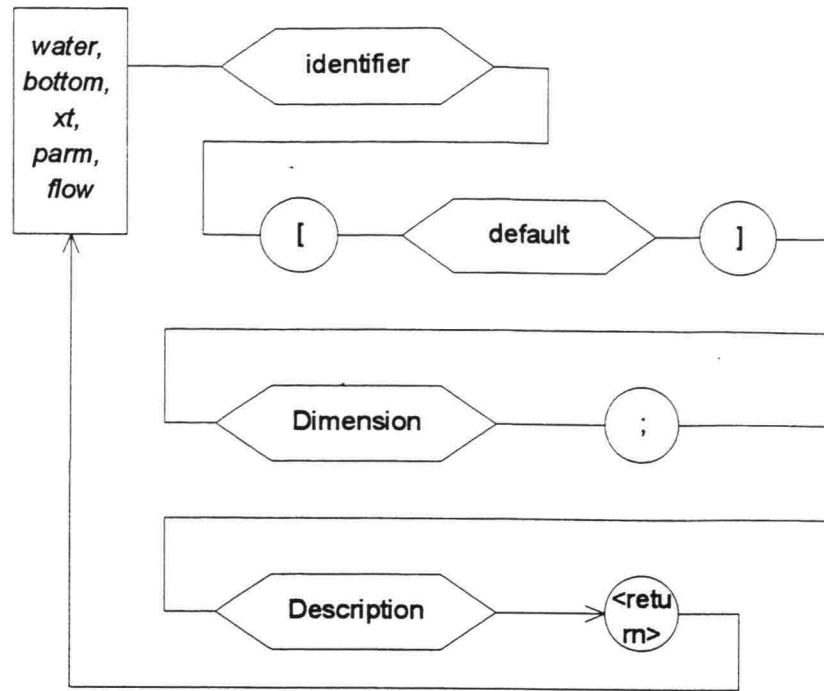 water,
bottom,
xt,
parm,
flow
identifier
[
default
]
Dimension
;
Description
<retu
rn>